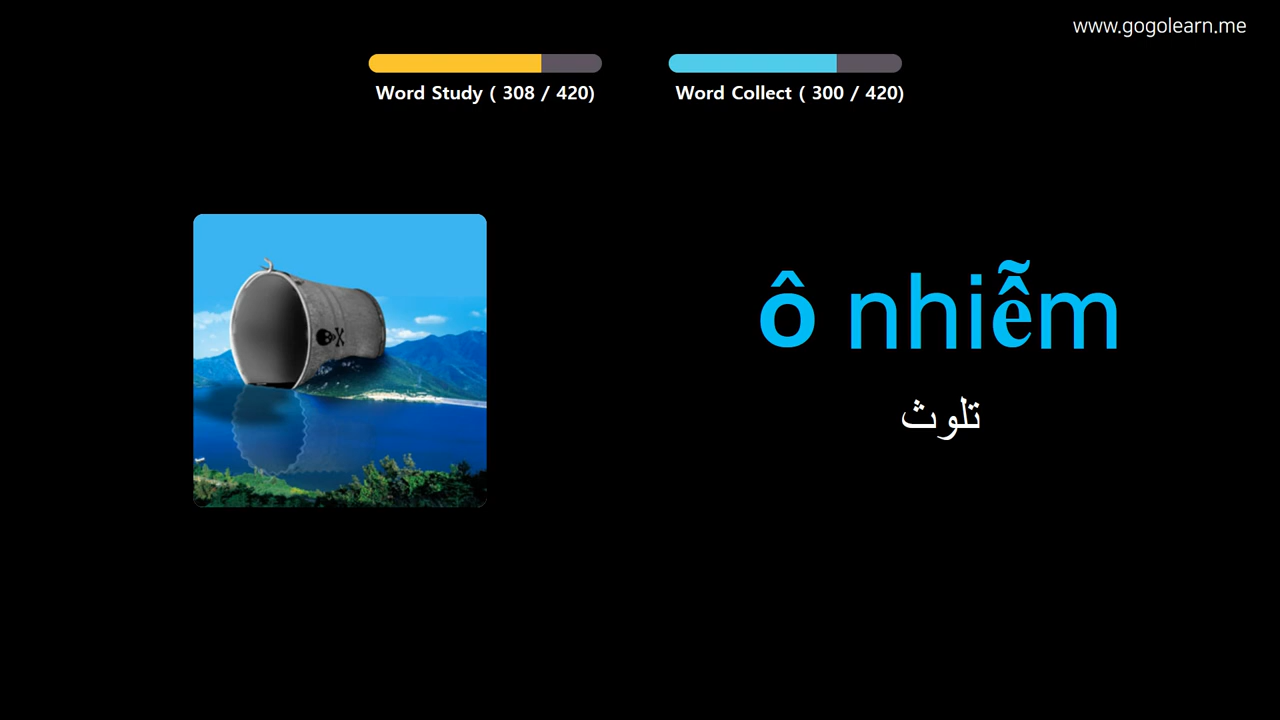 www.gogolearn.me
Word Study ( 308 / 420)
Word Collect ( 300 / 420)
ô nhiễm
تلوث